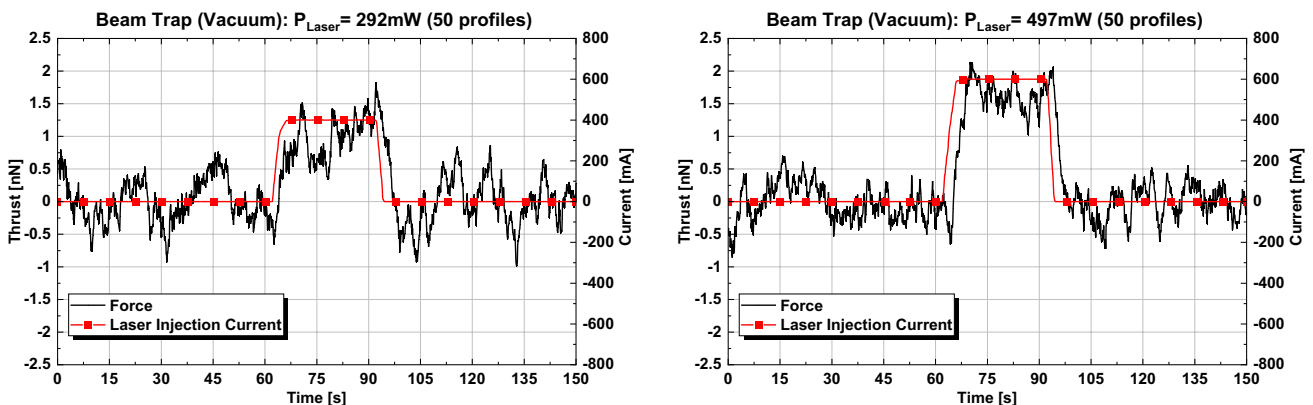 Beam Trap (Vacuum): P_Laser= 292mW (50 profiles)
2.5
2
1.5
1
0.5
0
-0.5
-1
-1.5
-2
-2.5
Thrust [nN]
800
600
400
200
0
-200
-400
-600
-800
Current [mA]
Force
Laser Injection Current
0 15 30 45 60 75 90 105 120 135 150
Time [s]
Beam Trap (Vacuum): P_Laser= 497mW (50 profiles)
2.5
2
1.5
1
0.5
0
-0.5
-1
-1.5
-2
-2.5
Thrust [nN]
800
600
400
200
0
-200
-400
-600
-800
Current [mA]
Force
Laser Injection Current
0 15 30 45 60 75 90 105 120 135 150
Time [s]